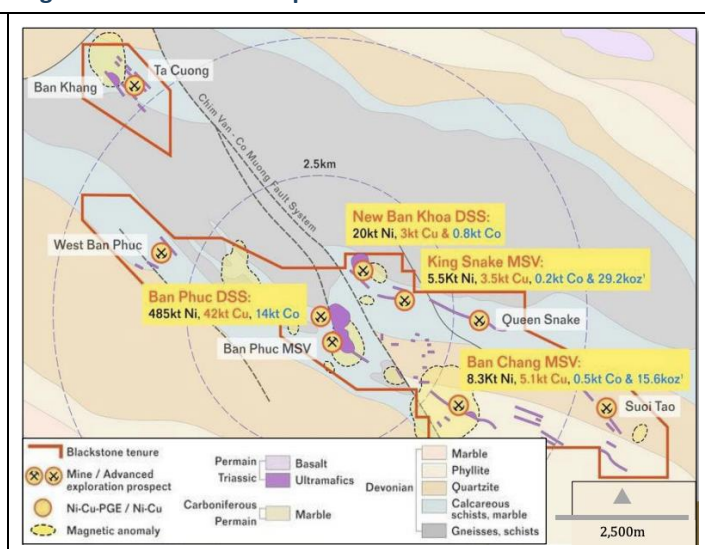 Ta Cuong
Ban Khang
Chim Van - Co Muong Fault System
2.5km
New Ban Khoa DSS:
20kt Ni, 3kt Cu & 0.8kt Co
West Ban Phuc
King Snake MSV:
5.5Kt Ni, 3.5kt Cu, 0.2kt Co & 29.2koz¹
Ban Phuc DSS:
485kt Ni, 42kt Cu, 14kt Co
Queen Snake
Ban Phuc MSV
Ban Chang MSV:
8.3Kt Ni, 5.1kt Cu, 0.5kt Co & 15.6koz¹
Suoi Tao
Blackstone tenure
Mine / Advanced
exploration prospect
Ni-Cu-PGE / Ni-Cu
Magnetic anomaly
Permain
Triassic
Basalt
Ultramafics
Carboniferous
Permain
Marble
Devonian
Marble
Phyllite
Quartzite
Calcareous
schists, marble
Gneisses, schists
2,500m